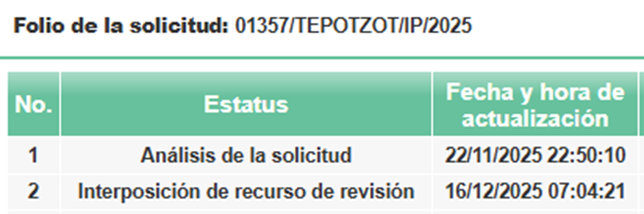 Folio de la solicitud: 01357/TEPOTZOT/IP/2025
No. Estatus Fecha y hora de actualización
1 Análisis de la solicitud 22/11/2025 22:50:10
2 Interposición de recurso de revisión 16/12/2025 07:04:21